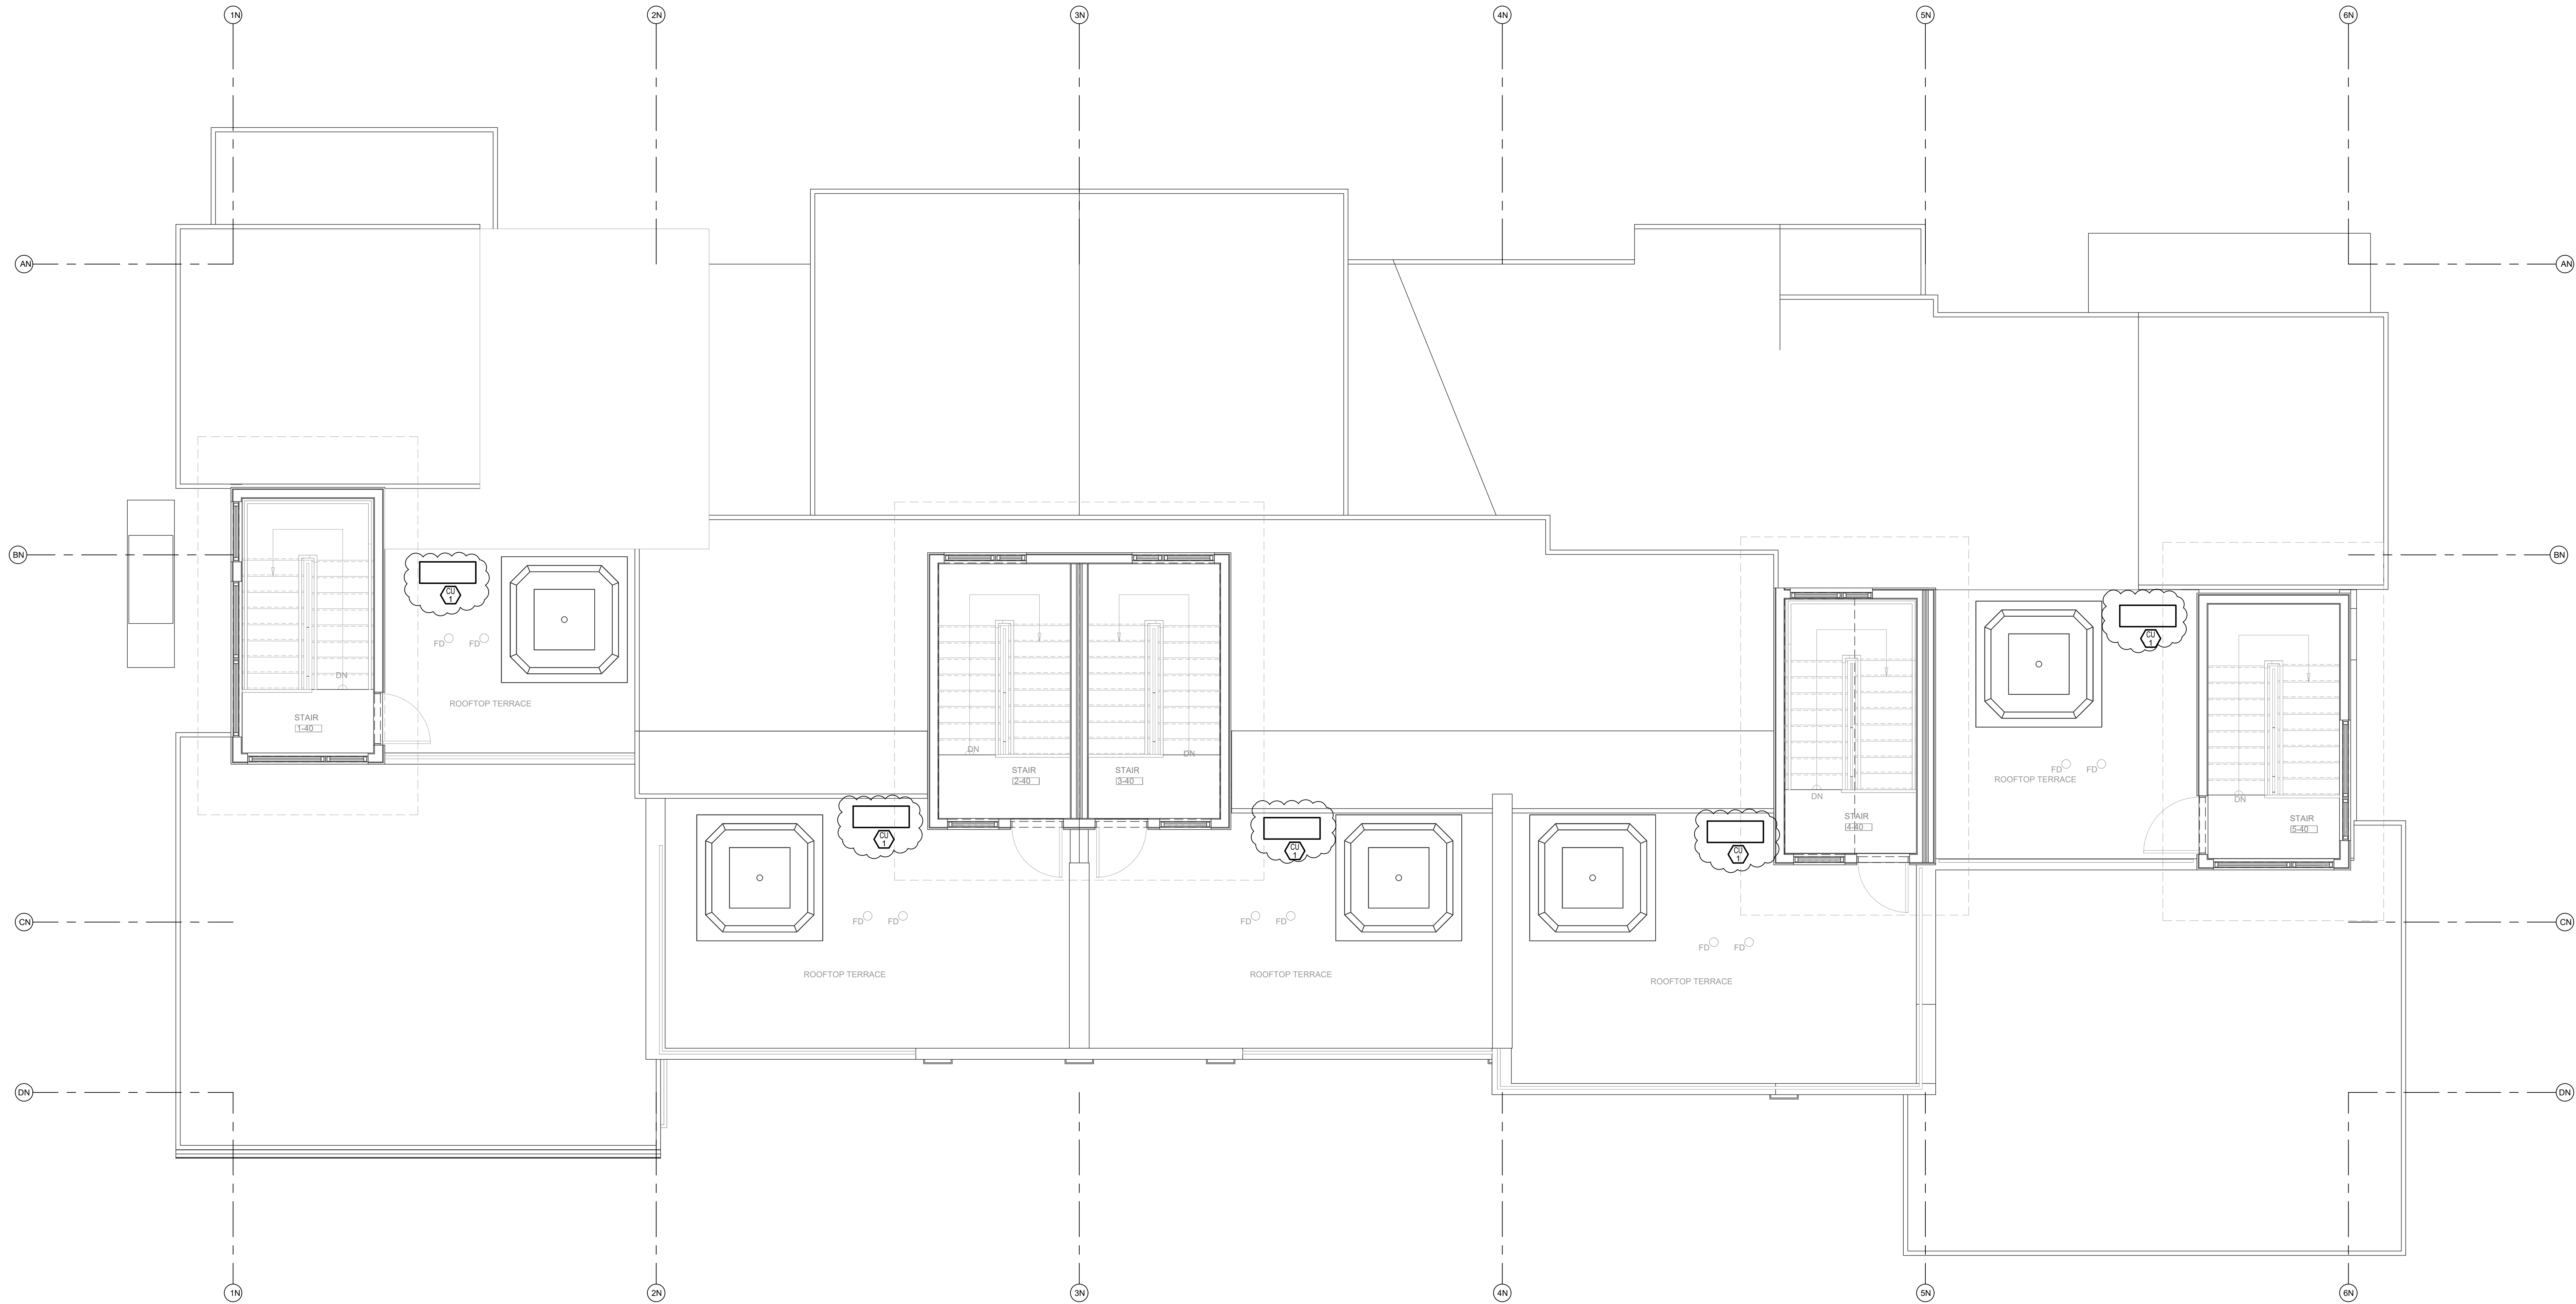 1N
2N
3N
4N
5N
6N
AN
AN
BN
BN
CU
1
FD
FD
DN
ROOFTOP TERRACE
STAIR
1-40
DN
STAIR
2-40
STAIR
3-40
DN
CU
1
FD
FD
ROOFTOP TERRACE
CU
1
FD
FD
ROOFTOP TERRACE
CU
1
FD
FD
ROOFTOP TERRACE
DN
STAIR
4-40
CU
1
FD
FD
ROOFTOP TERRACE
DN
STAIR
5-40
CN
CN
DN
DN
1N
2N
3N
4N
5N
6N